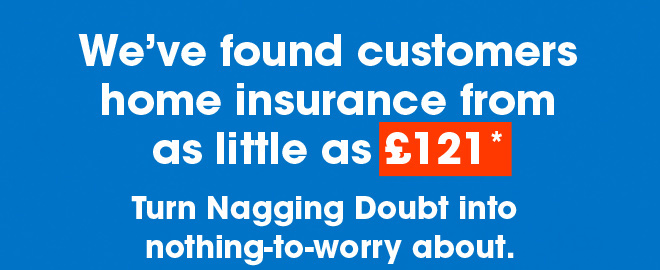 We’ve found customers
home insurance from
as little as £121*
Turn Nagging Doubt into
nothing-to-worry about.